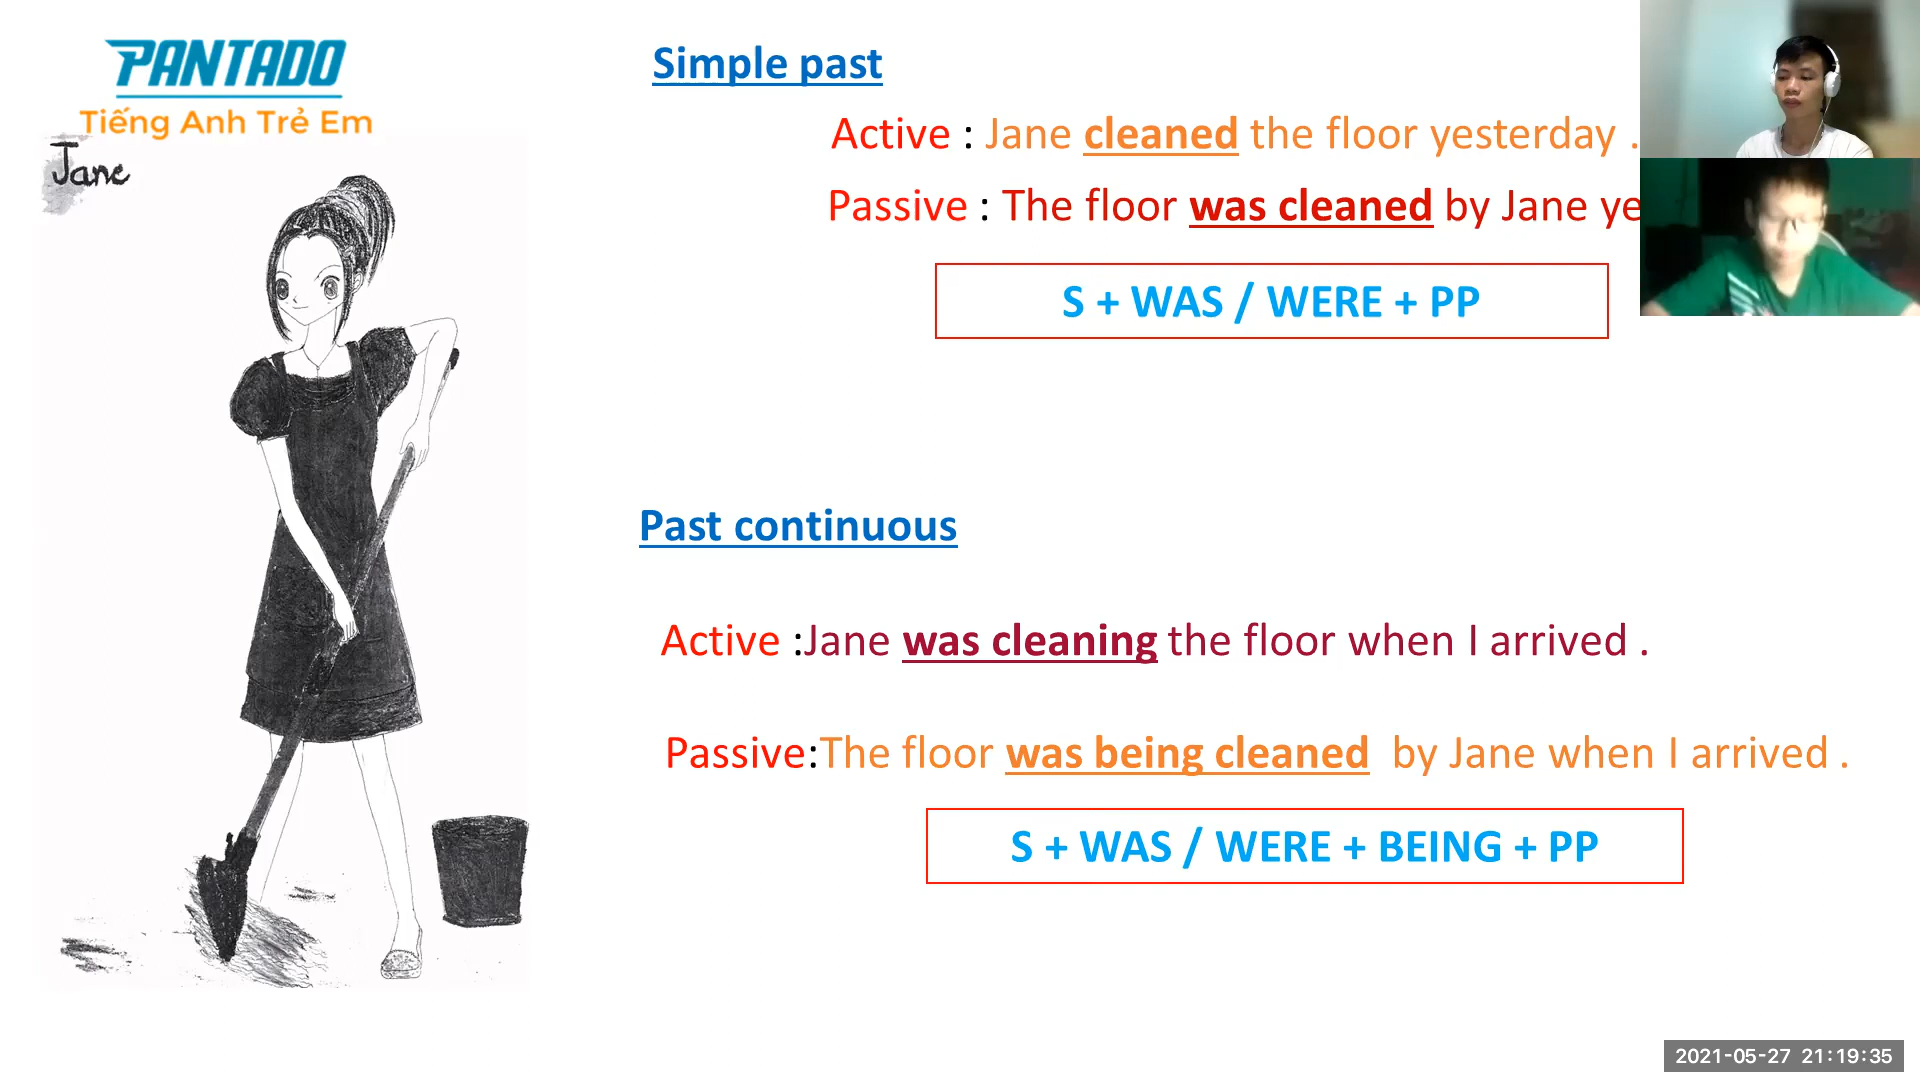 PANTADO
Tiếng Anh Trẻ Em
Jane
Simple past
Active : Jane cleaned the floor yesterday .
Passive : The floor was cleaned by Jane ye
S + WAS / WERE + PP
Past continuous
Active :Jane was cleaning the floor when I arrived .
Passive:The floor was being cleaned by Jane when I arrived .
S + WAS / WERE + BEING + PP
2021-05-27 21:19:35